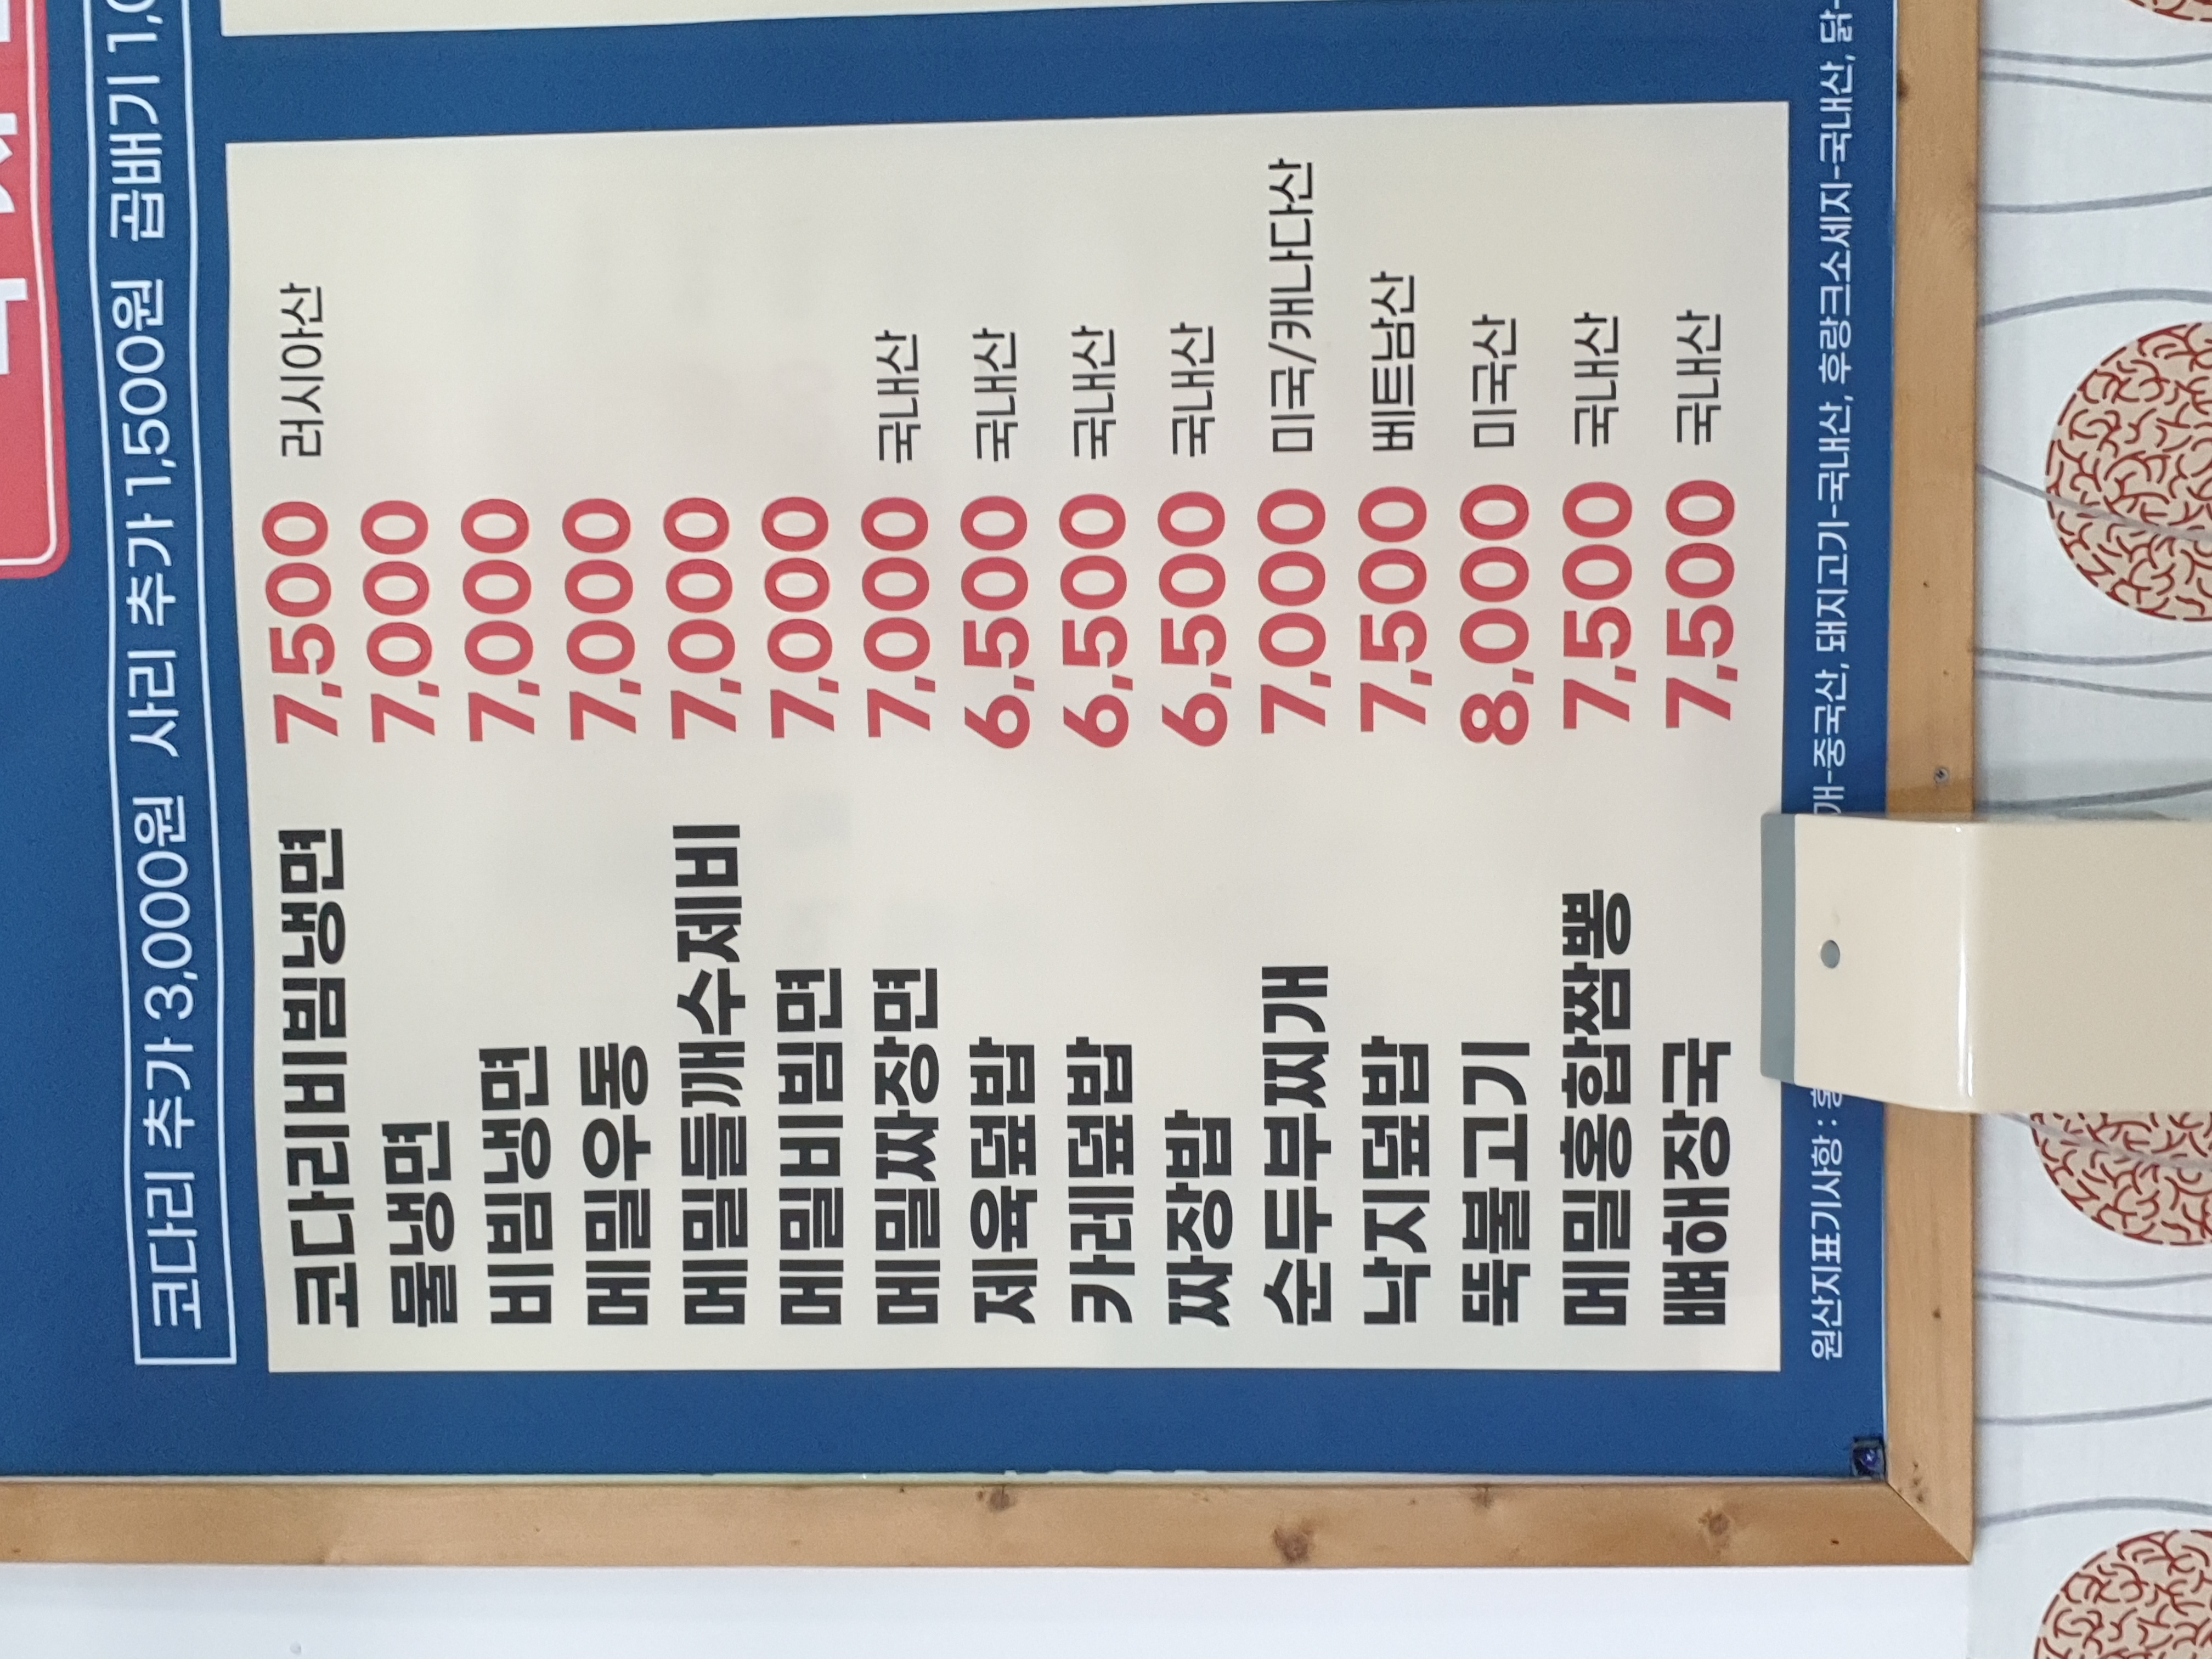 코다리 추가 3,000원 사리 추가 1,500원 곱배기
코다리비빔냉면 7,500 러시아산
물냉면 7,000
비빔냉면 7,000
메밀우동 7,000
메밀들깨수제비 7,000
메밀비빔면 7,000
메밀짜장면 7,000 국내산
제육덮밥 6,500 국내산
카레덮밥 6,500 국내산
짜장밥 6,500 국내산
순두부찌개 7,000 미국/캐나다산
낙지덮밥 7,500 베트남산
뚝불고기 8,000 미국산
메밀홍합짬뽕 7,500 국내산
뼈해장국 7,500 국내산
원산지표기사항 : 개-중국산, 돼지고기-국내산, 후랑크소세지-국내산, 닭-